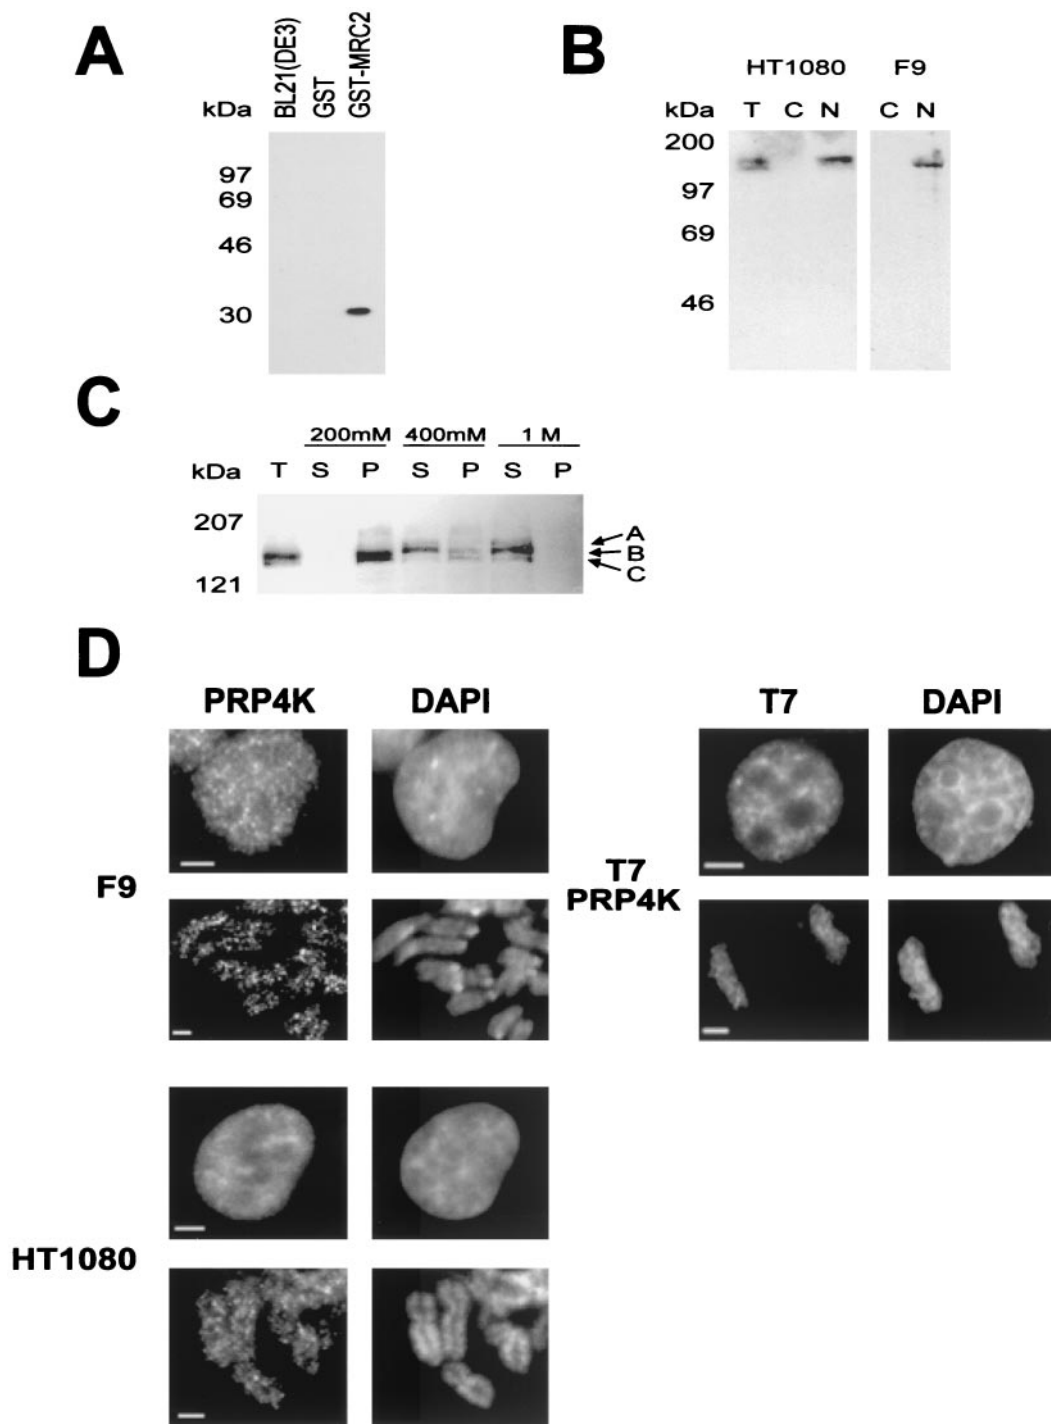 A
BL21(DE3)
GST
GST-MRC2
kDa
97
69
46
30
B
HT1080 F9
T C N C N
200
97
69
46
C
200mM 400mM 1 M
kDa T S P S P S P
207
121
A
B
C
D
PRP4K DAPI
F9
HT1080
T7 DAPI
T7
PRP4K